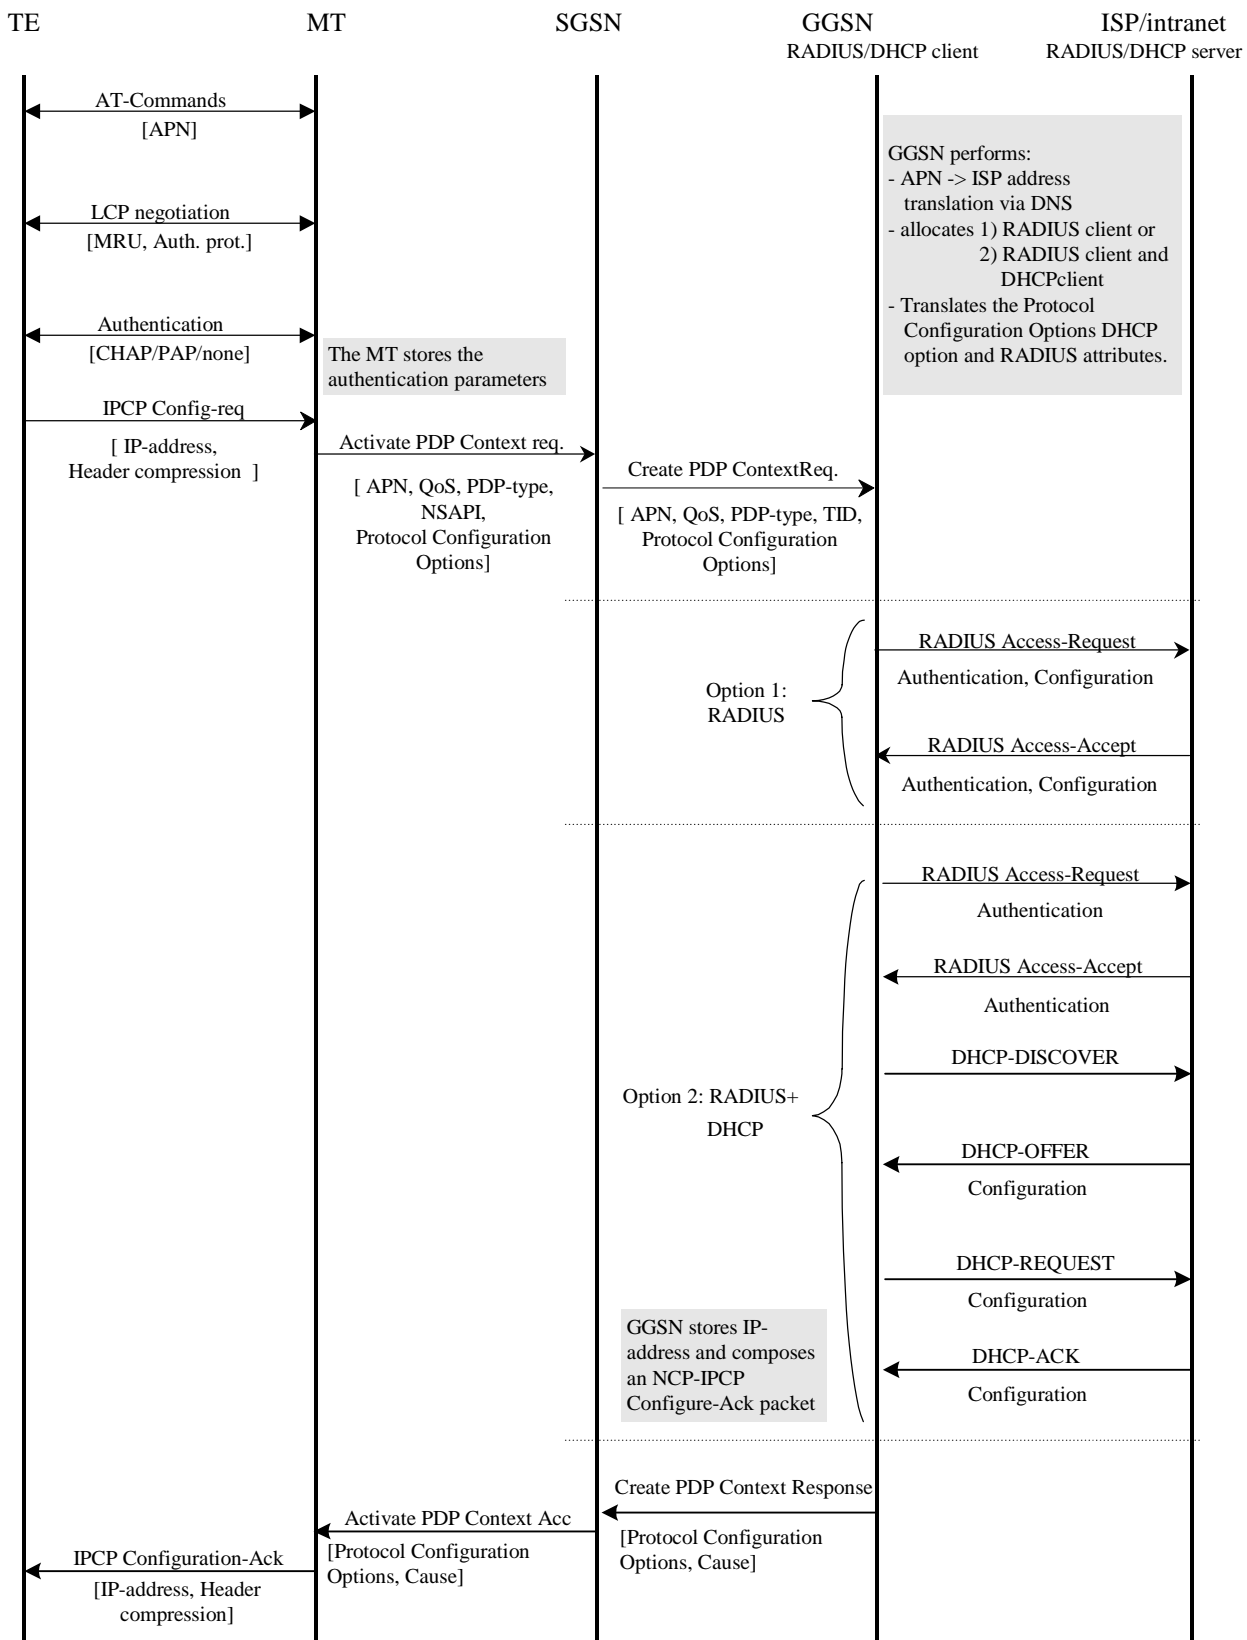 TE
MT
SGSN
GGSN
RADIUS/DHCP client
ISP/intranet
RADIUS/DHCP server
AT-Commands
[APN]
LCP negotiation
[MRU, Auth. prot.]
Authentication
[CHAP/PAP/none]
The MT stores the
authentication parameters
GGSN performs:
- APN -> ISP address
translation via DNS
- allocates 1) RADIUS client or
2) RADIUS client and
DHCPclient
- Translates the Protocol
Configuration Options DHCP
option and RADIUS attributes.
IPCP Config-req
[ IP-address,
Header compression ]
Activate PDP Context req.
[ APN, QoS, PDP-type,
NSAPI,
Protocol Configuration
Options]
Create PDP ContextReq.
[ APN, QoS, PDP-type, TID,
Protocol Configuration
Options]
Option 1:
RADIUS
RADIUS Access-Request
Authentication, Configuration
RADIUS Access-Accept
Authentication, Configuration
Option 2: RADIUS+
DHCP
RADIUS Access-Request
Authentication
RADIUS Access-Accept
Authentication
DHCP-DISCOVER
DHCP-OFFER
Configuration
DHCP-REQUEST
Configuration
DHCP-ACK
Configuration
GGSN stores IP-
address and composes
an NCP-IPCP
Configure-Ack packet
Create PDP Context Response
[Protocol Configuration
Options, Cause]
Activate PDP Context Acc
[Protocol Configuration
Options, Cause]
IPCP Configuration-Ack
[IP-address, Header
compression]